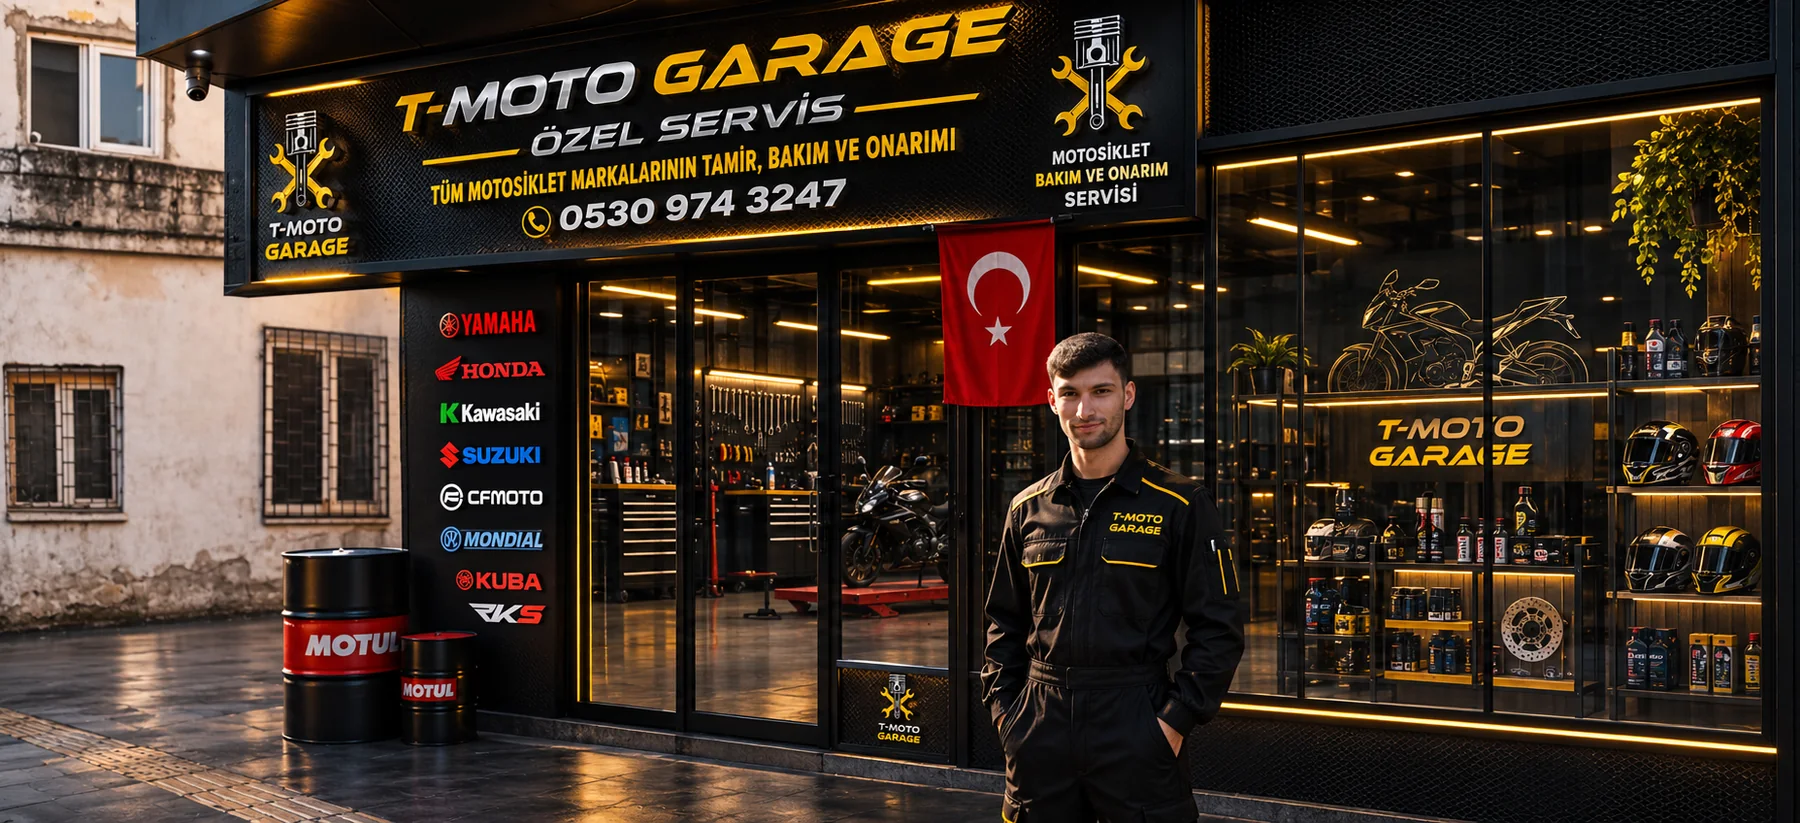 T-MOTO GARAGE
ÖZEL SERVİS
TÜM MOTOSİKLET MARKALARININ TAMİR, BAKIM VE ONARIMI
0530 974 3247
T-MOTO
GARAGE
MOTOSİKLET
BAKIM VE ONARIM
SERVİSİ
YAMAHA
HONDA
Kawasaki
SUZUKI
CFMOTO
MONDIAL
KUBA
RKS
MOTUL
MOTUL
T-MOTO
GARAGE
T-MOTO
GARAGE
T-MOTO
GARAGE